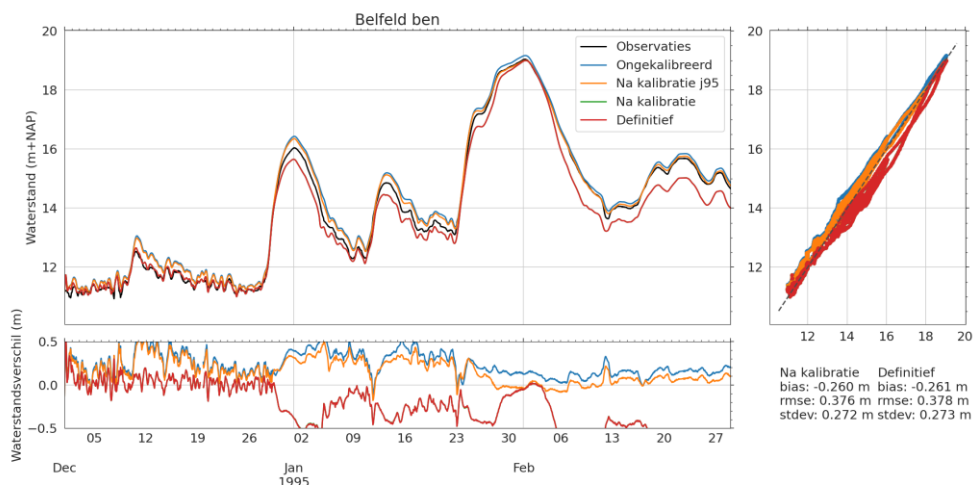 Belfeld ben
Waterstand (m+NAP)
20
18
16
14
12
Observaties
Ongekalibreerd
Na kalibratie j95
Na kalibratie
Definitief
Waterstandsverschil (m)
0.5
0.0
−0.5
05 12 19 26 02 09 16 23 30 06 13 20 27
Dec Jan Feb
1995
20
18
16
14
12
12 14 16 18 20
Na kalibratie Definitief
bias: -0.260 m bias: -0.261 m
rmse: 0.376 m rmse: 0.378 m
stdev: 0.272 m stdev: 0.273 m